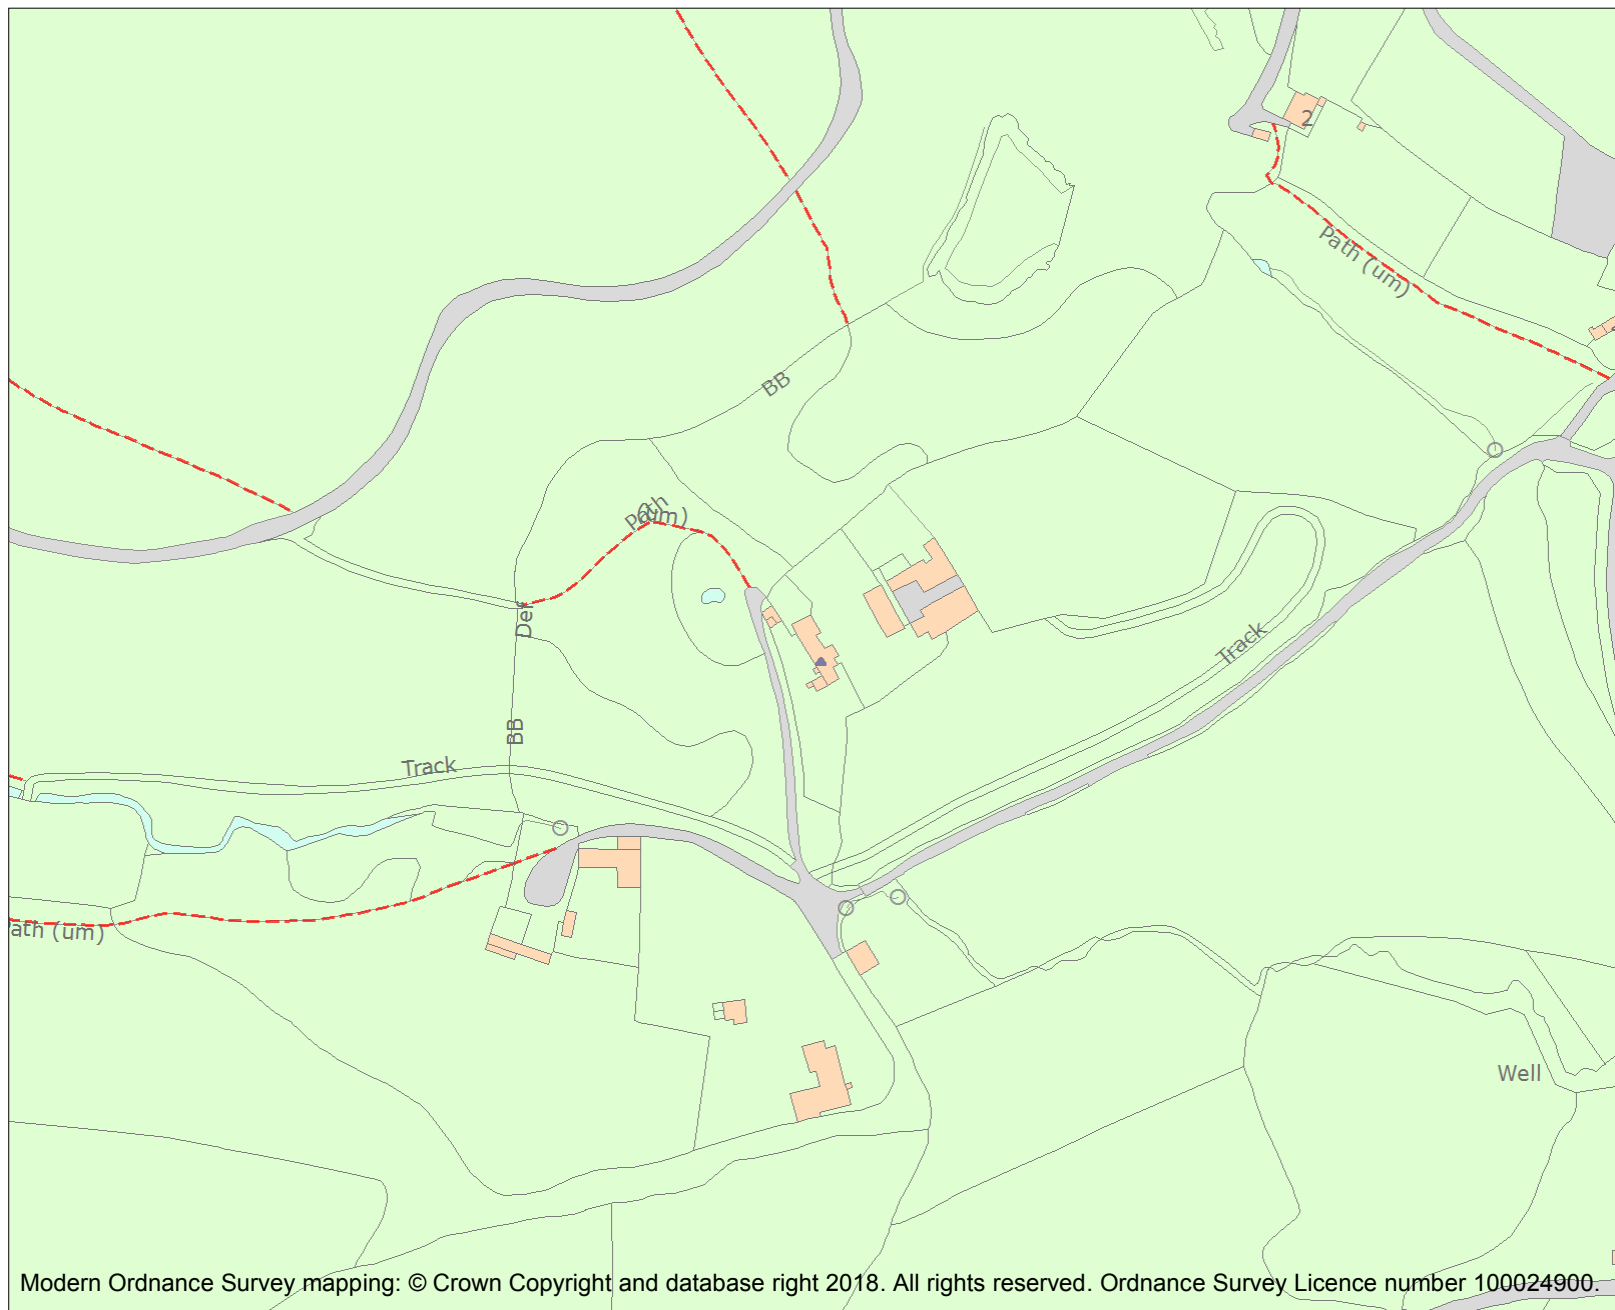 2
Path (um)
BB
Path
(um)
Def
Track
BB
Track
ath (um)
Well
Modern Ordnance Survey mapping: © Crown Copyright and database right 2018. All rights reserved. Ordnance Survey Licence number 100024900.